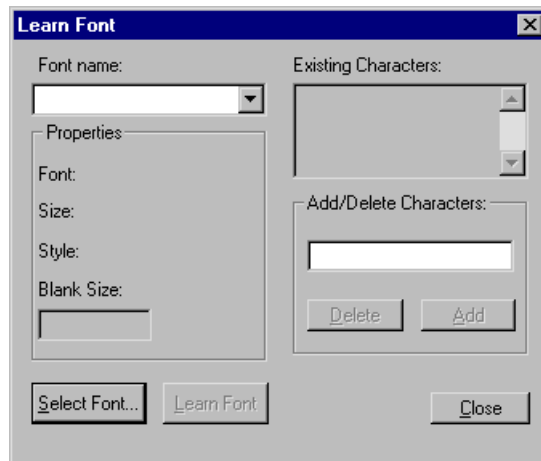 Learn Font
Font name:
Existing Characters:
Properties
Font:
Size:
Style:
Blank Size:
Add/Delete Characters:
Delete
Add
Select Font...
Learn Font
Close